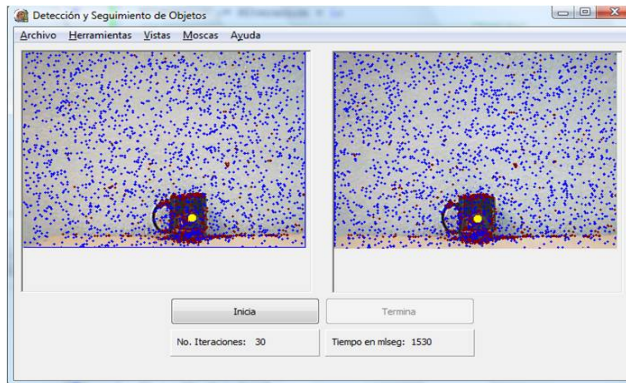 Detección y Seguimiento de Objetos
Archivo Herramientas Vistas Moscas Ayuda
Inicia Termina
No. Iteraciones: 30 Tiempo en mlseg: 1530